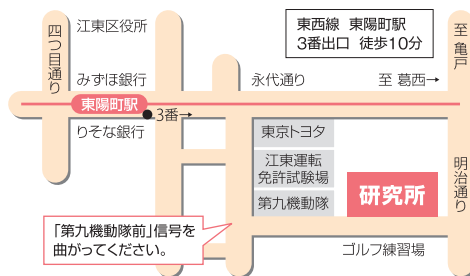 四つ目通り
江東区役所
東西線 東陽町駅
3番出口 徒歩10分
至 亀戸
みずほ銀行
永代通り
至 葛西→
東陽町駅
3番→
りそな銀行
東京トヨタ
江東運転
免許試験場
第九機動隊
研究所
明治通り
「第九機動隊前」信号を
曲がってください。
ゴルフ練習場